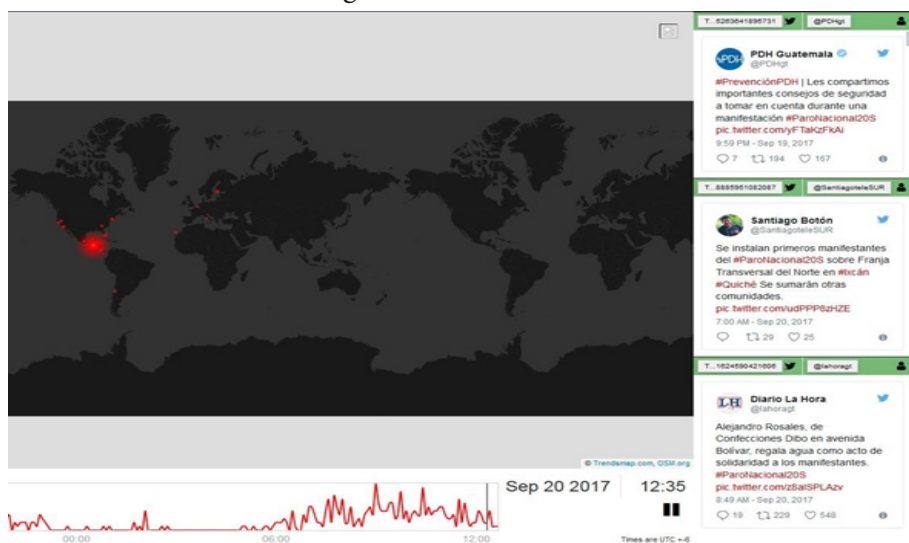 T...5263641895731 @PDHgt
PDH Guatemala
@PDHgt
#PrevenciónPDH | Les compartimos
importantes consejos de seguridad
a tomar en cuenta durante una
manifestación #ParoNacional20S
pic.twitter.com/yFTaKzFkAi
9:59 PM - Sep 19, 2017
7 194 167
T...8885951082087 @SantiagoteleSUR
Santiago Botón
@SantiagoteleSUR
Se instalan primeros manifestantes
del #ParoNacional20S sobre Franja
Transversal del Norte en #Ixcán
#Quiché Se sumarán otras
comunidades.
pic.twitter.com/udPPP6zHZE
7:00 AM - Sep 20, 2017
29 25
T...1624590421606 @lahoragt
LH Diario La Hora
@lahoragt
Alejandro Rosales, de
Confecciones Dibo en avenida
Bolívar, regala agua como acto de
solidaridad a los manifestantes.
#ParoNacional20S
pic.twitter.com/z8alSPLAzv
8:49 AM - Sep 20, 2017
19 229 548
© Trendsmap.com, OSM.org
Sep 20 2017 12:35
00:00 06:00 12:00
Times are UTC +-6